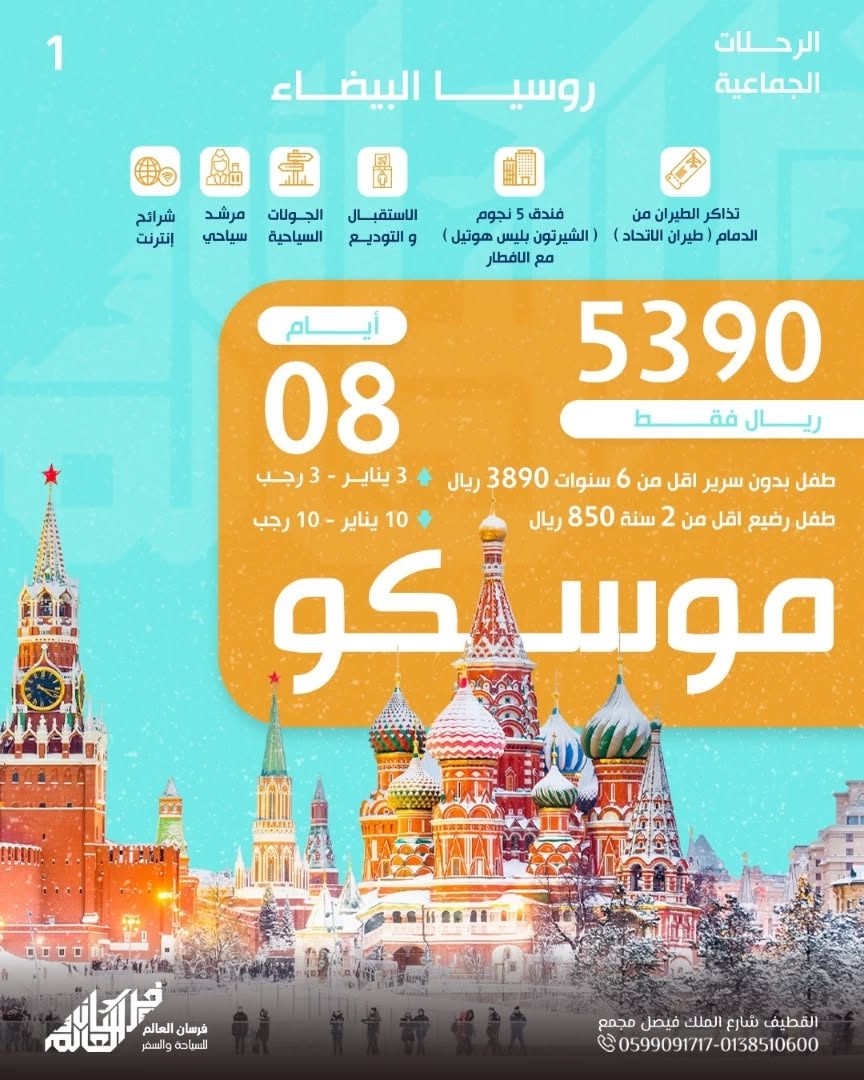 الرحلات
الجماعية
1
روسيا البيضاء
تذاكر الطيران من
الدمام ( طيران الاتحاد )
فندق 5 نجوم
( الشيرتون بليس هوتيل )
مع الافطار
الاستقبال
و التوديع
الجولات
السياحية
مرشد
سياحي
شرائح
إنترنت
5390
ريال فقط
أيام
08
طفل بدون سرير اقل من 6 سنوات 3890 ريال
طفل رضيع اقل من 2 سنة 850 ريال
3 يناير - 3 رجب
10 يناير - 10 رجب
موسكو
القطيف شارع الملك فيصل مجمع
0599091717-0138510600
فرسان العالم
فرسان العالم
للسياحة والسفر